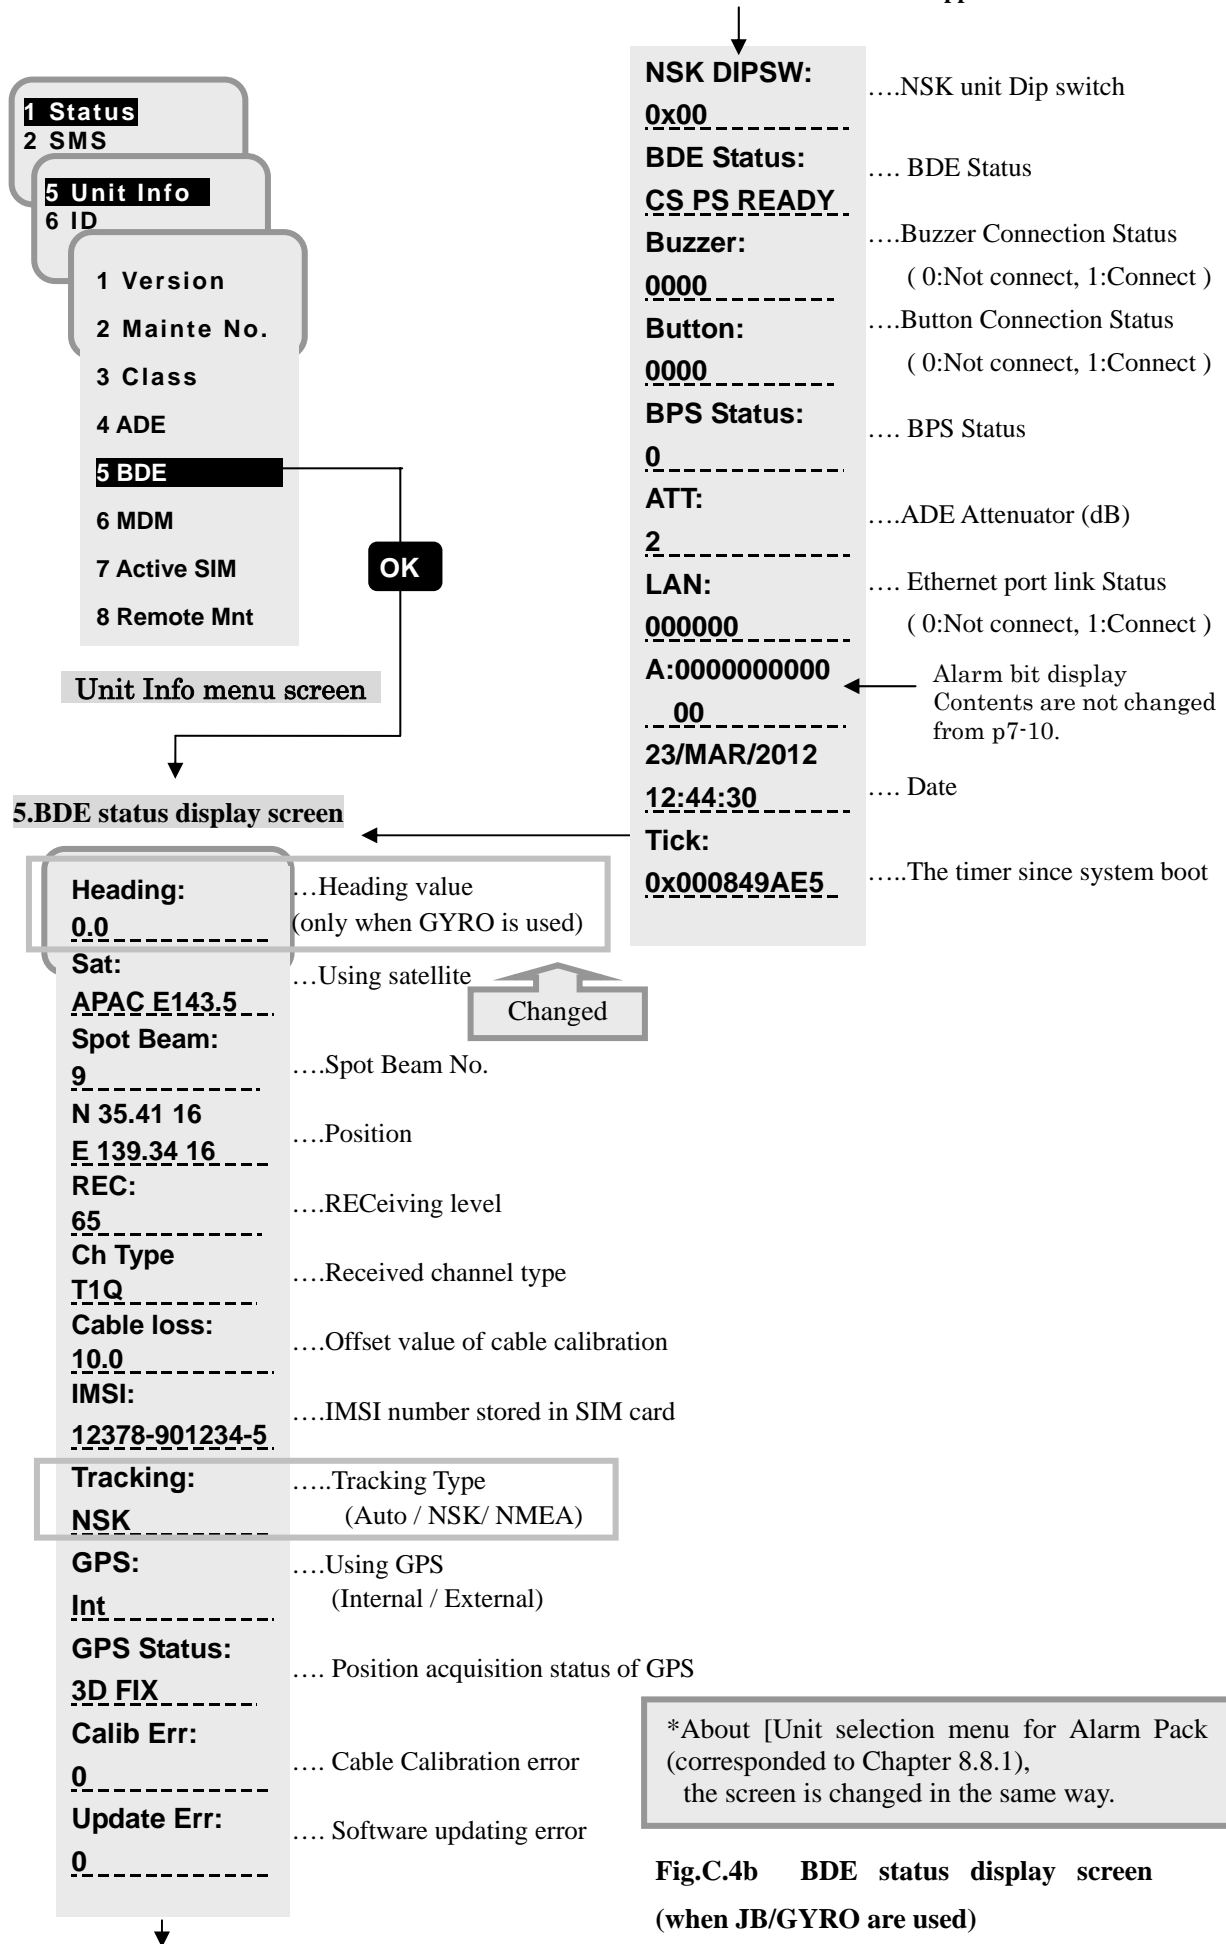 1 Status
2 SMS
5 Unit Info
6 ID
1 Version
2 Mainte No.
3 Class
4 ADE
5 BDE
6 MDM
7 Active SIM
8 Remote Mnt
OK
Unit Info menu screen
5.BDE status display screen
Heading:
0.0
…Heading value
(only when GYRO is used)
Changed
Sat:
APAC E143.5
…Using satellite
Spot Beam:
9
….Spot Beam No.
N 35.41 16
E 139.34 16
….Position
REC:
65
….RECeiving level
Ch Type
T1Q
….Received channel type
Cable loss:
10.0
….Offset value of cable calibration
IMSI:
12378-901234-5
….IMSI number stored in SIM card
Tracking:
NSK
…..Tracking Type
(Auto / NSK/ NMEA)
GPS:
Int
….Using GPS
(Internal / External)
GPS Status:
3D FIX
…. Position acquisition status of GPS
Calib Err:
0
…. Cable Calibration error
Update Err:
0
…. Software updating error
NSK DIPSW:
0x00
….NSK unit Dip switch
BDE Status:
CS PS READY
…. BDE Status
Buzzer:
0000
….Buzzer Connection Status
( 0:Not connect, 1:Connect )
Button:
0000
….Button Connection Status
( 0:Not connect, 1:Connect )
BPS Status:
0
…. BPS Status
ATT:
2
….ADE Attenuator (dB)
LAN:
000000
…. Ethernet port link Status
( 0:Not connect, 1:Connect )
A:0000000000
00
Alarm bit display
Contents are not changed
from p7-10.
23/MAR/2012
12:44:30
…. Date
Tick:
0x000849AE5
…..The timer since system boot
*About [Unit selection menu for Alarm Pack
(corresponded to Chapter 8.8.1),
the screen is changed in the same way.
Fig.C.4b BDE status display screen
(when JB/GYRO are used)